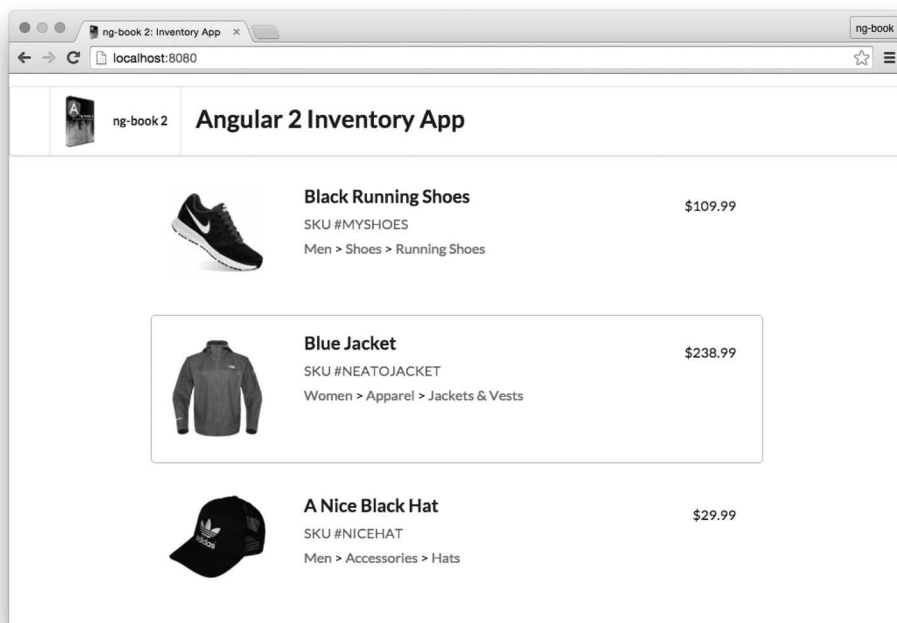 ng-book 2: Inventory App
ng-book
localhost:8080
A
ng-book 2
Angular 2 Inventory App
Black Running Shoes
$109.99
SKU #MYSHOES
Men > Shoes > Running Shoes
Blue Jacket
$238.99
SKU #NEATOJACKET
Women > Apparel > Jackets & Vests
A Nice Black Hat
$29.99
SKU #NICEHAT
Men > Accessories > Hats
adidas